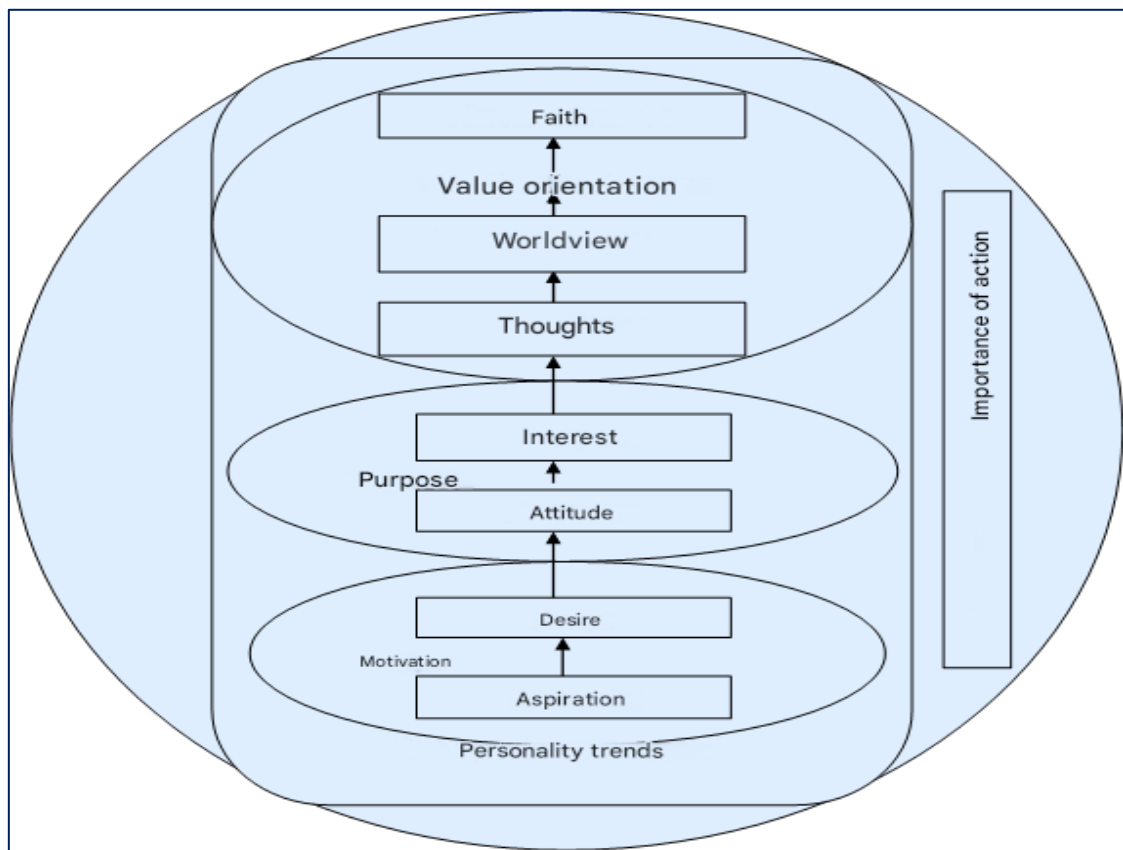 Faith
Value orientation
Worldview
Thoughts
Interest
Purpose
Attitude
Desire
Motivation
Aspiration
Personality trends
Importance of action